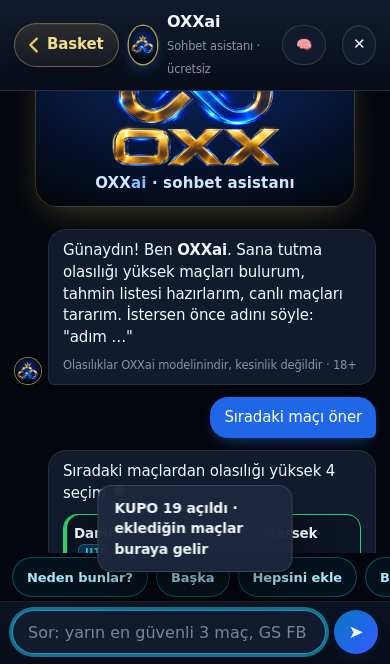 Basket
OXXai
Sohbet asistanı ·
ücretsiz
OXX
OXXai · sohbet asistanı
Günaydın! Ben OXXai. Sana tutma
olasılığı yüksek maçları bulurum,
tahmin listesi hazırlarım, canlı maçları
tararım. İstersen önce adını söyle:
"adım ..."
Olasılıklar OXXai modelinindir, kesinlik değildir · 18+
Sıradaki maçı öner
Sıradaki maçlardan olasılığı yüksek 4
KUPO 19 açıldı ·
eklediğin maçlar
buraya gelir
Neden bunlar?
Başka
Hepsini ekle
Sor: yarın en güvenli 3 maç, GS FB